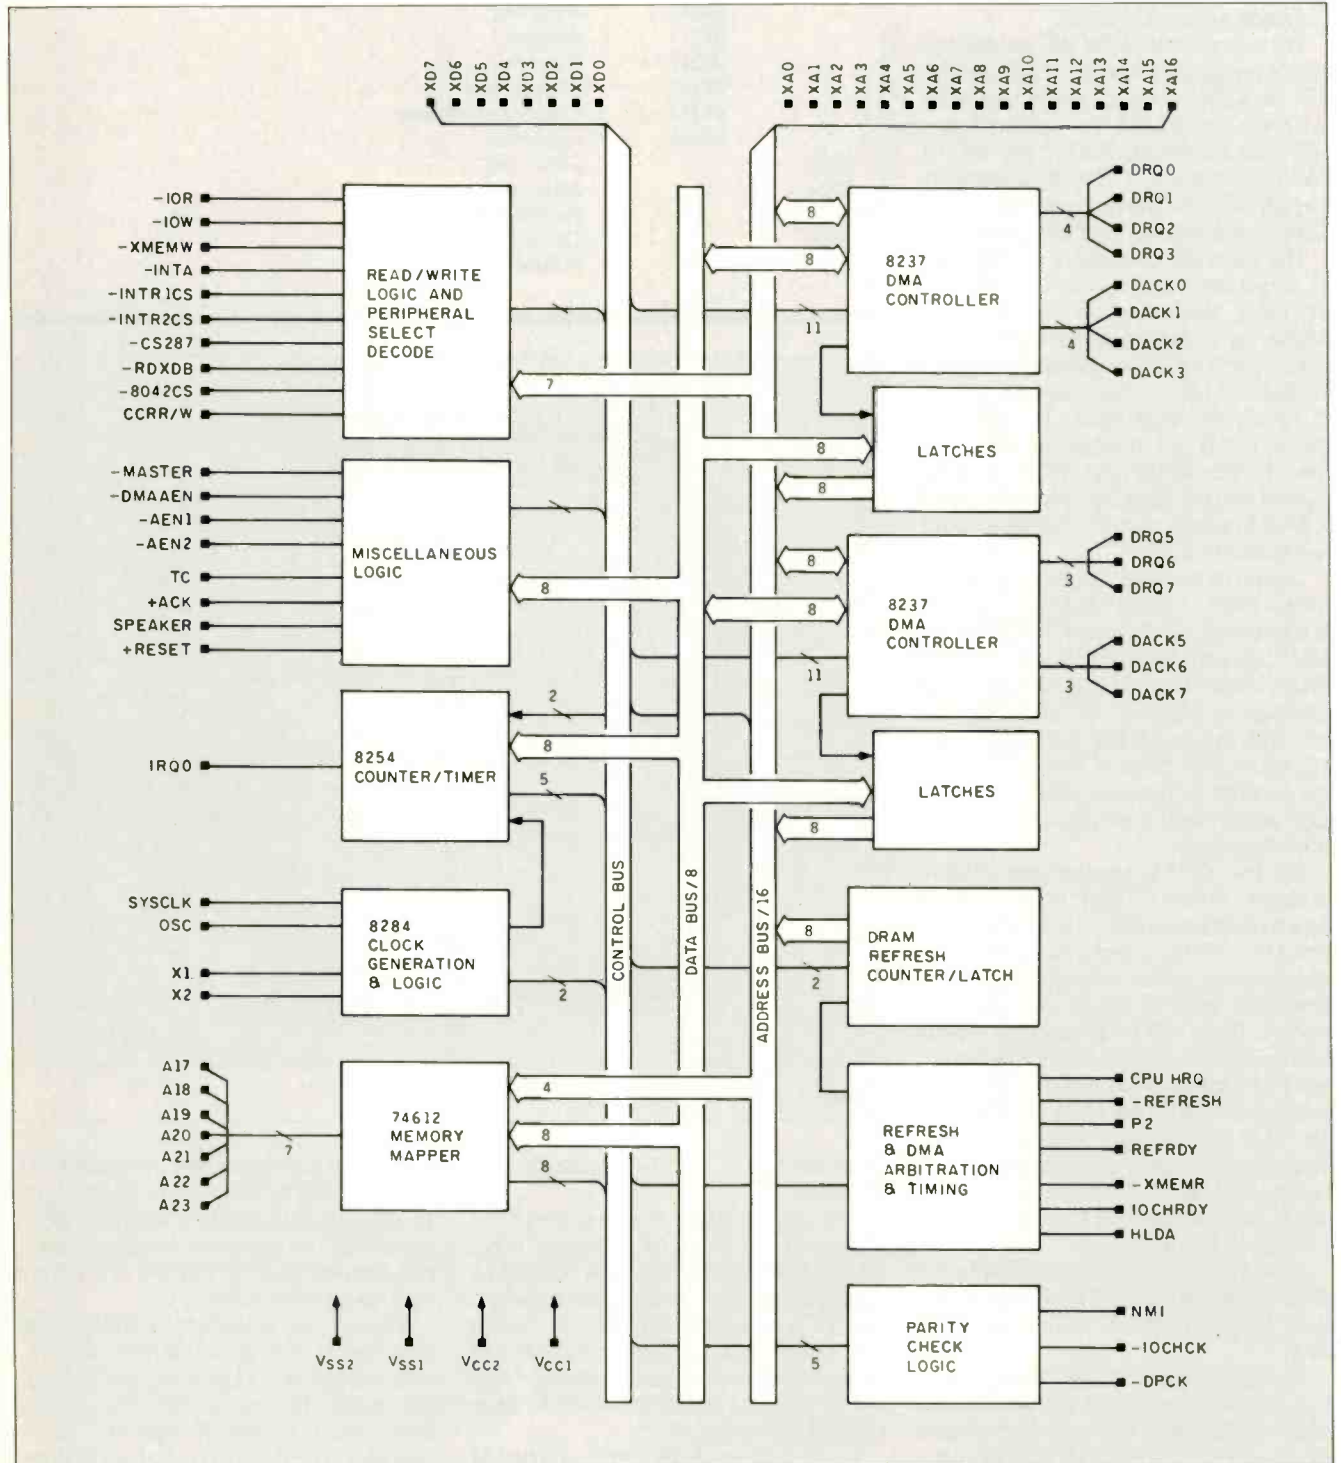 XD7 XD6 XD5 XD4 XD3 XD2 XD1 XD0
XA0 XA1 XA2 XA3 XA4 XA5 XA6 XA7 XA8 XA9 XA10 XA11 XA12 XA13 XA14 XA15 XA16
-IOR
-IOW
-XMEMW
-INTA
-INTR1CS
-INTR2CS
-CS287
-RDXDB
-8042CS
CCRR/W
READ/WRITE
LOGIC AND
PERIPHERAL
SELECT
DECODE
7
-MASTER
-DMAAEN
-AEN1
-AEN2
TC
+ACK
SPEAKER
+RESET
MISCELLANEOUS
LOGIC
8
IRQ0
8254
COUNTER/TIMER
2
8
5
SYSCLK
OSC
X1
X2
8284
CLOCK
GENERATION
& LOGIC
2
A17
A18
A19
A20
A21
A22
A23
7
74612
MEMORY
MAPPER
4
8
8
VSS2
VSS1
VCC2
VCC1
CONTROL BUS
DATA BUS/8
ADDRESS BUS/16
8
8
11
8237
DMA
CONTROLLER
4
DRQ0
DRQ1
DRQ2
DRQ3
4
DACK0
DACK1
DACK2
DACK3
8
8
LATCHES
8
8
11
8237
DMA
CONTROLLER
3
DRQ5
DRQ6
DRQ7
3
DACK5
DACK6
DACK7
8
LATCHES
8
2
DRAM
REFRESH
COUNTER/LATCH
REFRESH
& DMA
ARBITRATION
& TIMING
CPU HRQ
-REFRESH
P2
REFRDY
-XMEMR
IOCHRDY
HLDA
5
PARITY
CHECK
LOGIC
NMI
-IOCHCK
-DPCK